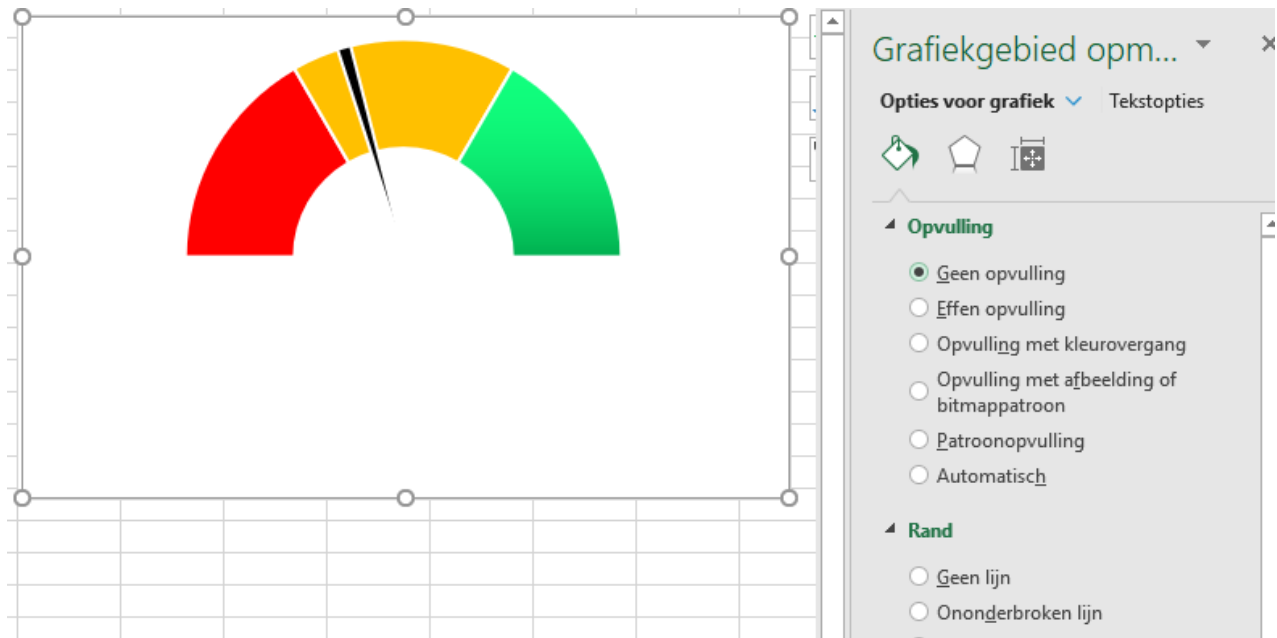 Grafiekgebied opm...
Opties voor grafiek
Tekstopties
Opvulling
Geen opvulling
Effen opvulling
Opvulling met kleurovergang
Opvulling met afbeelding of
bitmappatroon
Patroonopvulling
Automatisch
Rand
Geen lijn
Ononderbroken lijn